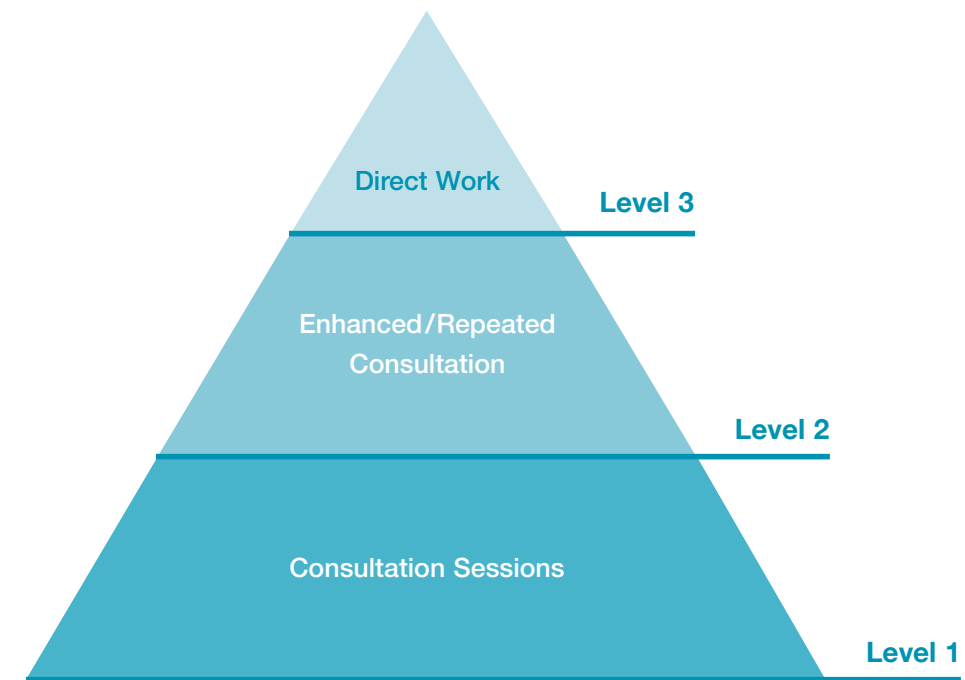 Direct Work
Level 3
Enhanced/Repeated
Consultation
Level 2
Consultation Sessions
Level 1